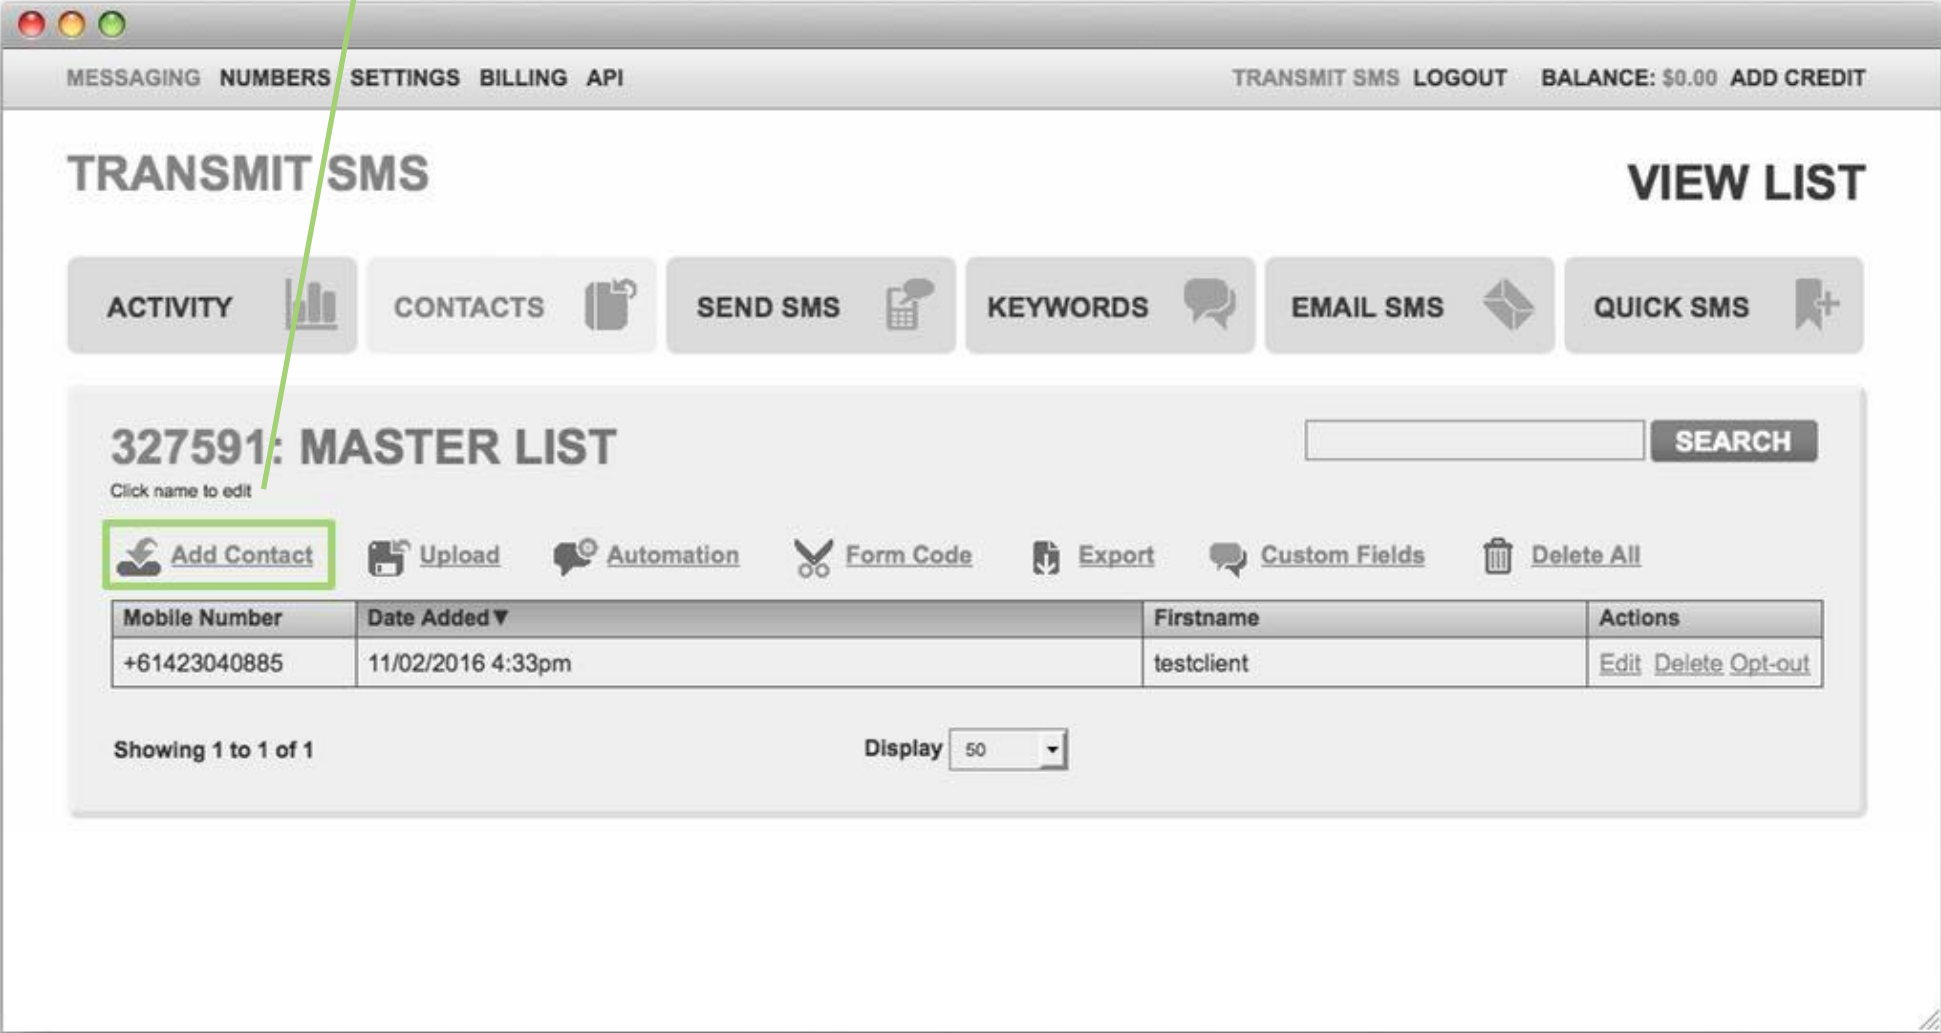 MESSAGING NUMBERS SETTINGS BILLING API TRANSMIT SMS LOGOUT BALANCE: $0.00 ADD CREDIT
TRANSMIT SMS
VIEW LIST
ACTIVITY CONTACTS SEND SMS KEYWORDS EMAIL SMS QUICK SMS
327591: MASTER LIST SEARCH
Click name to edit
Add Contact Upload Automation Form Code Export Custom Fields Delete All
Mobile Number Date Added▼ Firstname Actions
+61423040885 11/02/2016 4:33pm testclient Edit Delete Opt-out
Showing 1 to 1 of 1 Display 50